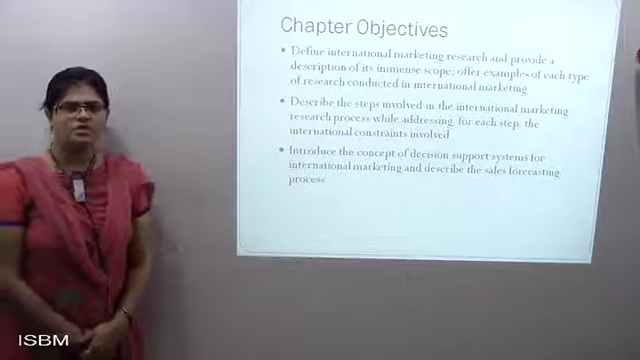 Chapter Objectives
• Define international marketing research and provide a
description of its immense scope; offer examples of each type
of research conducted in international marketing
• Describe the steps involved in the international marketing
research process while addressing, for each step, the
international constraints involved
• Introduce the concept of decision support systems for
international marketing and describe the sales forecasting
process
ISBM